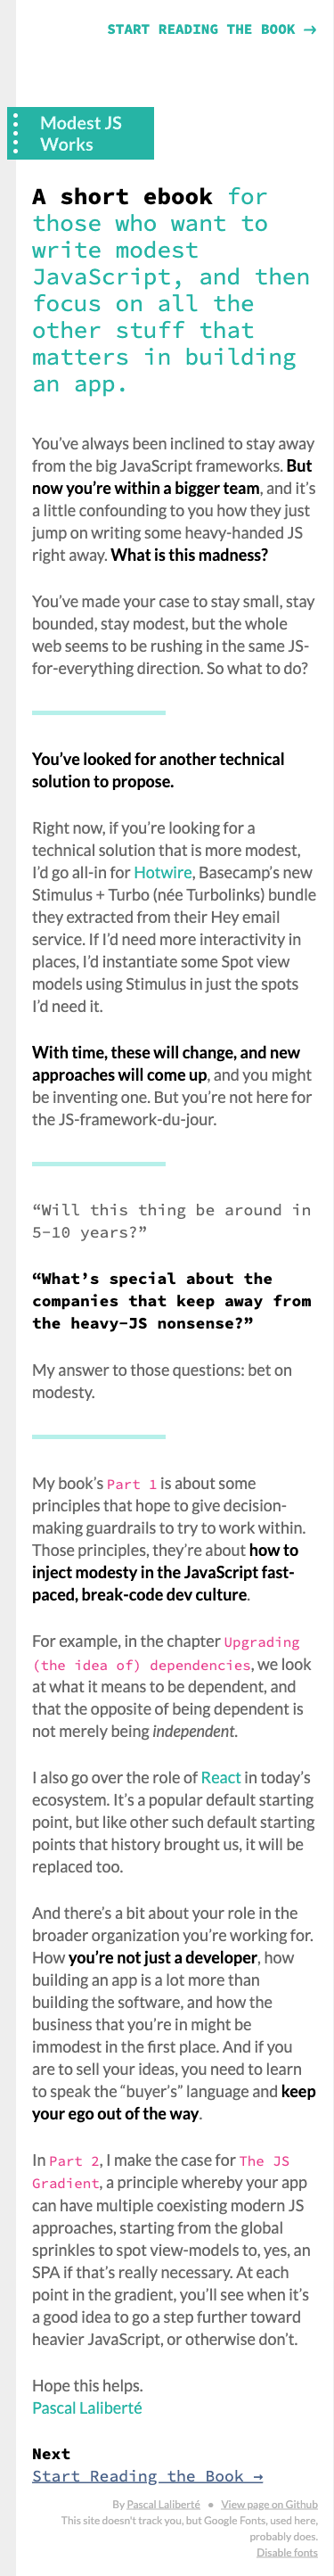 START READING THE BOOK →
Modest JS
Works
A short ebook for
those who want to
write modest
JavaScript, and then
focus on all the
other stuff that
matters in building
an app.
You’ve always been inclined to stay away
from the big JavaScript frameworks. But
now you’re within a bigger team, and it’s
a little confounding to you how they just
jump on writing some heavy-handed JS
right away. What is this madness?
You’ve made your case to stay small, stay
bounded, stay modest, but the whole
web seems to be rushing in the same JS-
for-everything direction. So what to do?
You’ve looked for another technical
solution to propose.
Right now, if you’re looking for a
technical solution that is more modest,
I’d go all-in for Hotwire, Basecamp’s new
Stimulus + Turbo (née Turbolinks) bundle
they extracted from their Hey email
service. If I’d need more interactivity in
places, I’d instantiate some Spot view
models using Stimulus in just the spots
I’d need it.
With time, these will change, and new
approaches will come up, and you might
be inventing one. But you’re not here for
the JS-framework-du-jour.
“Will this thing be around in
5-10 years?”
“What’s special about the
companies that keep away from
the heavy-JS nonsense?”
My answer to those questions: bet on
modesty.
My book’s Part 1 is about some
principles that hope to give decision-
making guardrails to try to work within.
Those principles, they’re about how to
inject modesty in the JavaScript fast-
paced, break-code dev culture.
For example, in the chapter Upgrading
(the idea of) dependencies, we look
at what it means to be dependent, and
that the opposite of being dependent is
not merely being independent.
I also go over the role of React in today’s
ecosystem. It’s a popular default starting
point, but like other such default starting
points that history brought us, it will be
replaced too.
And there’s a bit about your role in the
broader organization you’re working for.
How you’re not just a developer, how
building an app is a lot more than
building the software, and how the
business that you’re in might be
immodest in the first place. And if you
are to sell your ideas, you need to learn
to speak the “buyer’s” language and keep
your ego out of the way.
In Part 2, I make the case for The JS
Gradient, a principle whereby your app
can have multiple coexisting modern JS
approaches, starting from the global
sprinkles to spot view-models to, yes, an
SPA if that’s really necessary. At each
point in the gradient, you’ll see when it’s
a good idea to go a step further toward
heavier JavaScript, or otherwise don’t.
Hope this helps.
Pascal Laliberté
Next
Start Reading the Book →
By Pascal Laliberté • View page on Github
This site doesn't track you, but Google Fonts, used here,
probably does.
Disable fonts